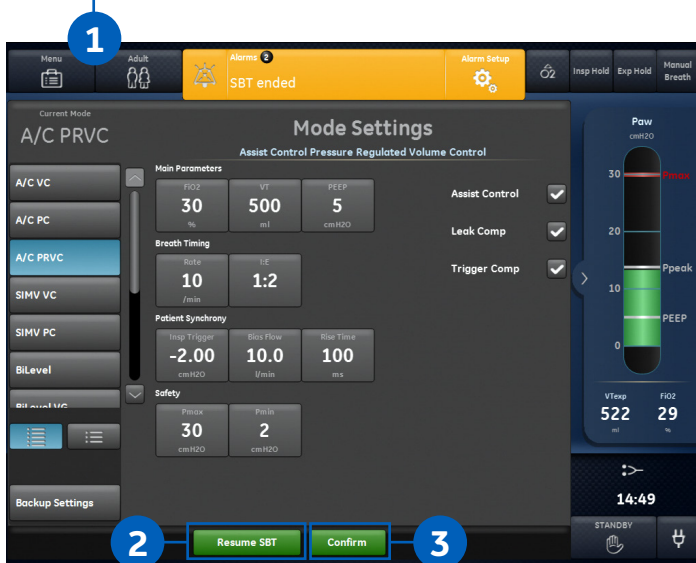 1
Menu
Adult
Alarms 2
SBT ended
Alarm Setup
O2
Insp Hold
Exp Hold
Manual
Breath
Current Mode
A/C PRVC
Mode Settings
Assist Control Pressure Regulated Volume Control
A/C VC
A/C PC
A/C PRVC
SIMV VC
SIMV PC
BiLevel
BiLevel VG
Backup Settings
Main Parameters
FiO2
30
%
VT
500
ml
PEEP
5
cmH2O
Breath Timing
Rate
10
/min
I:E
1:2
Patient Synchrony
Insp Trigger
-2.00
cmH2O
Bias Flow
10.0
l/min
Rise Time
100
ms
Safety
Pmax
30
cmH2O
Pmin
2
cmH2O
Assist Control
Leak Comp
Trigger Comp
2
Resume SBT
Confirm
3
Paw
cmH2O
30
Pmax
20
Ppeak
10
PEEP
0
VTexp
522
ml
FiO2
29
%
14:49
STANDBY